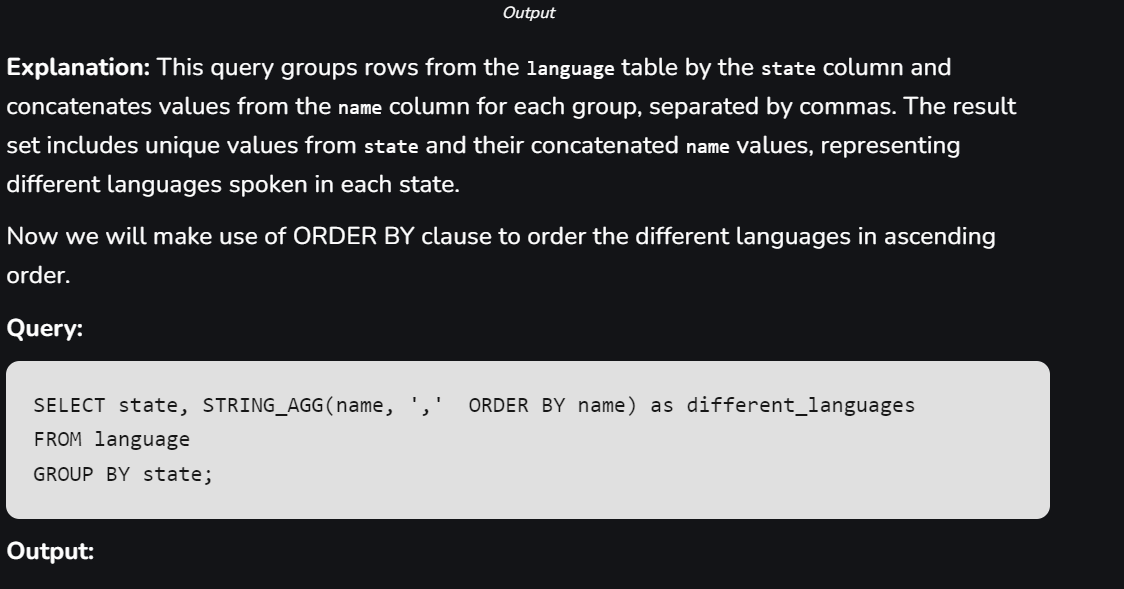 Output
Explanation: This query groups rows from the language table by the state column and
concatenates values from the name column for each group, separated by commas. The result
set includes unique values from state and their concatenated name values, representing
different languages spoken in each state.
Now we will make use of ORDER BY clause to order the different languages in ascending
order.
Query:
SELECT state, STRING_AGG(name, ','  ORDER BY name) as different_languages
FROM language
GROUP BY state;
Output: